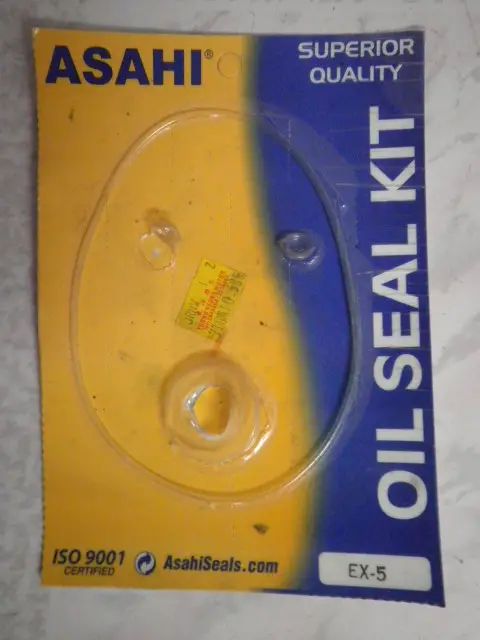 ASAHI®
SUPERIOR
QUALITY
OIL SEAL KIT
ISO 9001
CERTIFIED
AsahiSeals.com
EX-5